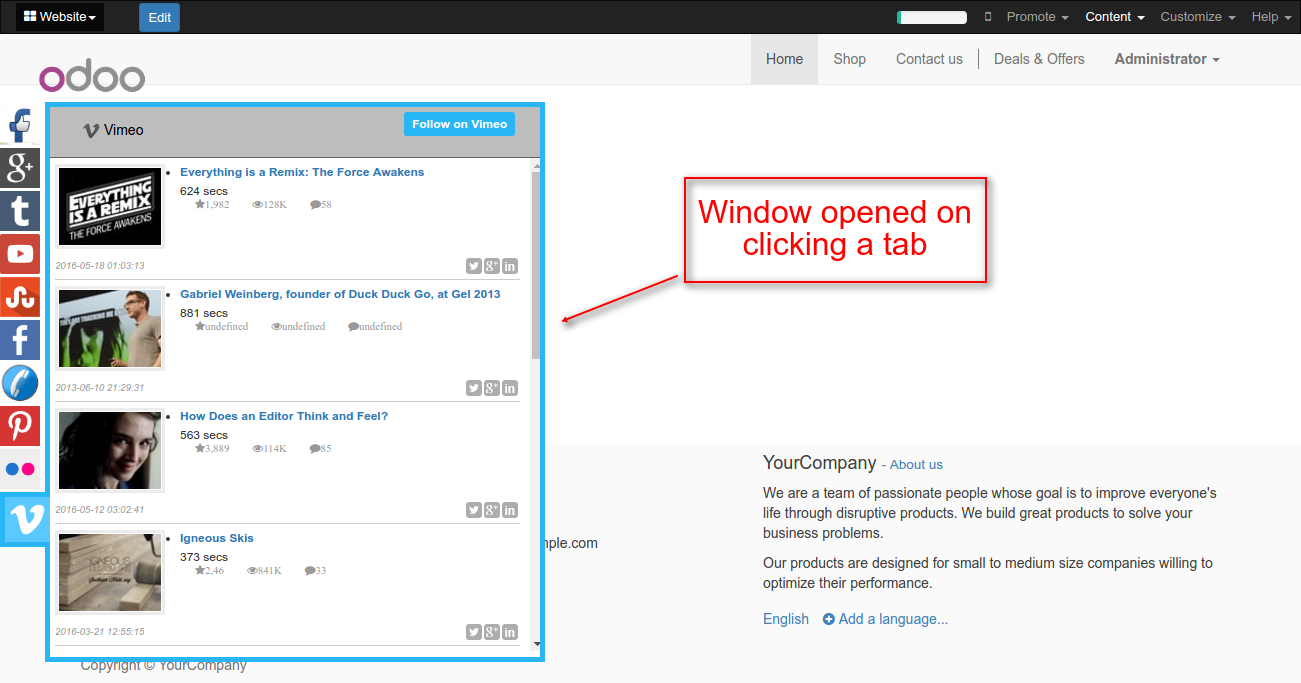 Website
Edit
Promote
Content
Customize
Help
odoo
Home
Shop
Contact us
Deals & Offers
Administrator
Vimeo
Follow on Vimeo
EVERYTHING
IS A REMIX
THE FORCE AWAKENS
Everything is a Remix: The Force Awakens
624 secs
1,982 128K 58
2016-05-18 01:03:13
Gabriel Weinberg, founder of Duck Duck Go, at Gel 2013
881 secs
undefined undefined undefined
2013-06-10 21:29:31
How Does an Editor Think and Feel?
563 secs
3,889 114K 85
2016-05-12 03:02:41
IGNEOUS
Igneous Skis
373 secs
2,46 841K 33
2016-03-21 12:55:15
Window opened on
clicking a tab
mple.com
YourCompany - About us
We are a team of passionate people whose goal is to improve everyone's
life through disruptive products. We build great products to solve your
business problems.
Our products are designed for small to medium size companies willing to
optimize their performance.
English Add a language...
Copyright © YourCompany